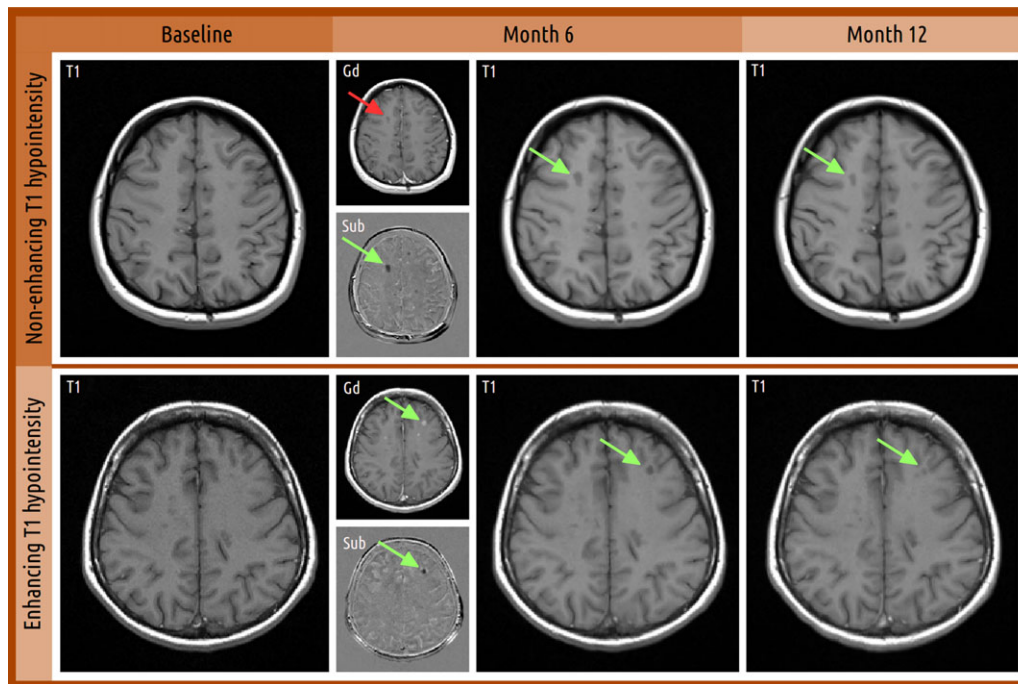 Baseline
Month 6
Month 12
Non-enhancing T1 hypointensity
T1
Gd
Sub
T1
T1
Enhancing T1 hypointensity
T1
Gd
Sub
T1
T1